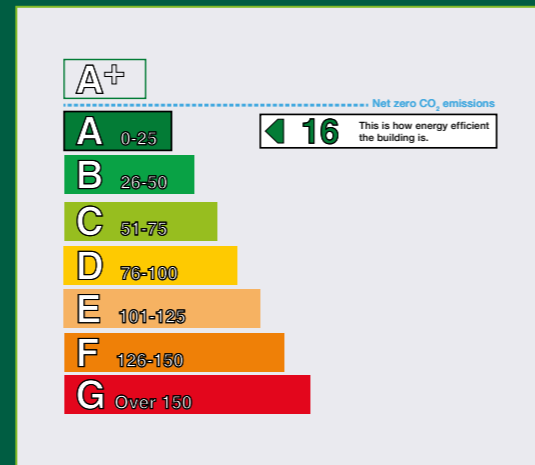 A+
Net zero CO₂ emissions
A 0-25
16 This is how energy efficient
the building is.
B 26-50
C 51-75
D 76-100
E 101-125
F 126-150
G Over 150